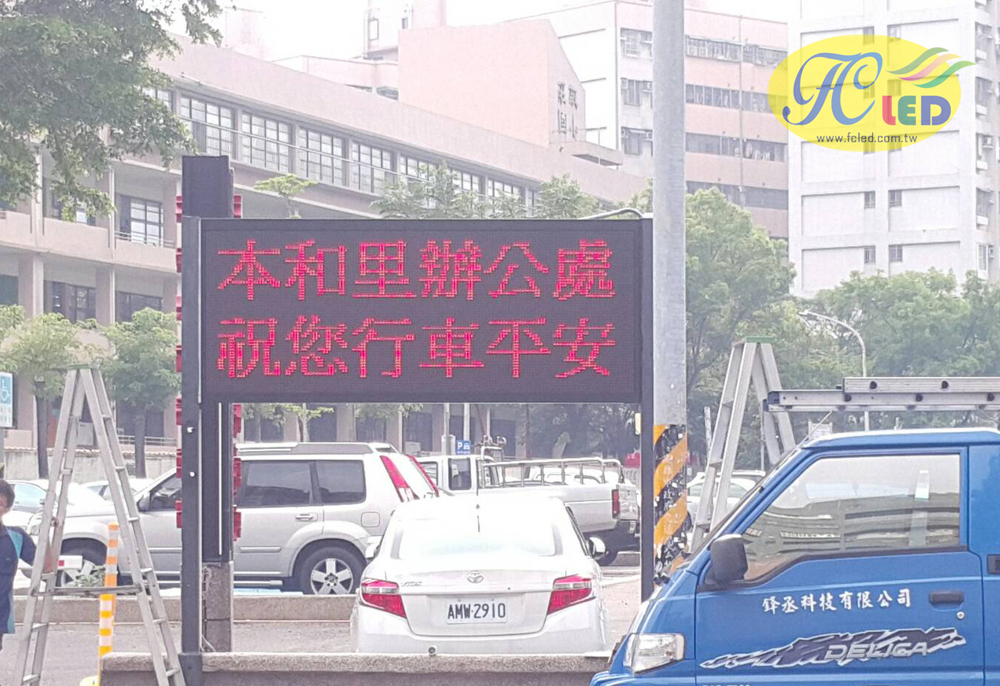 FC LED
www.fcled.com.tw
本和里辦公處
祝您行車平安
AMW-2910
鋒丞科技有限公司
DELICA